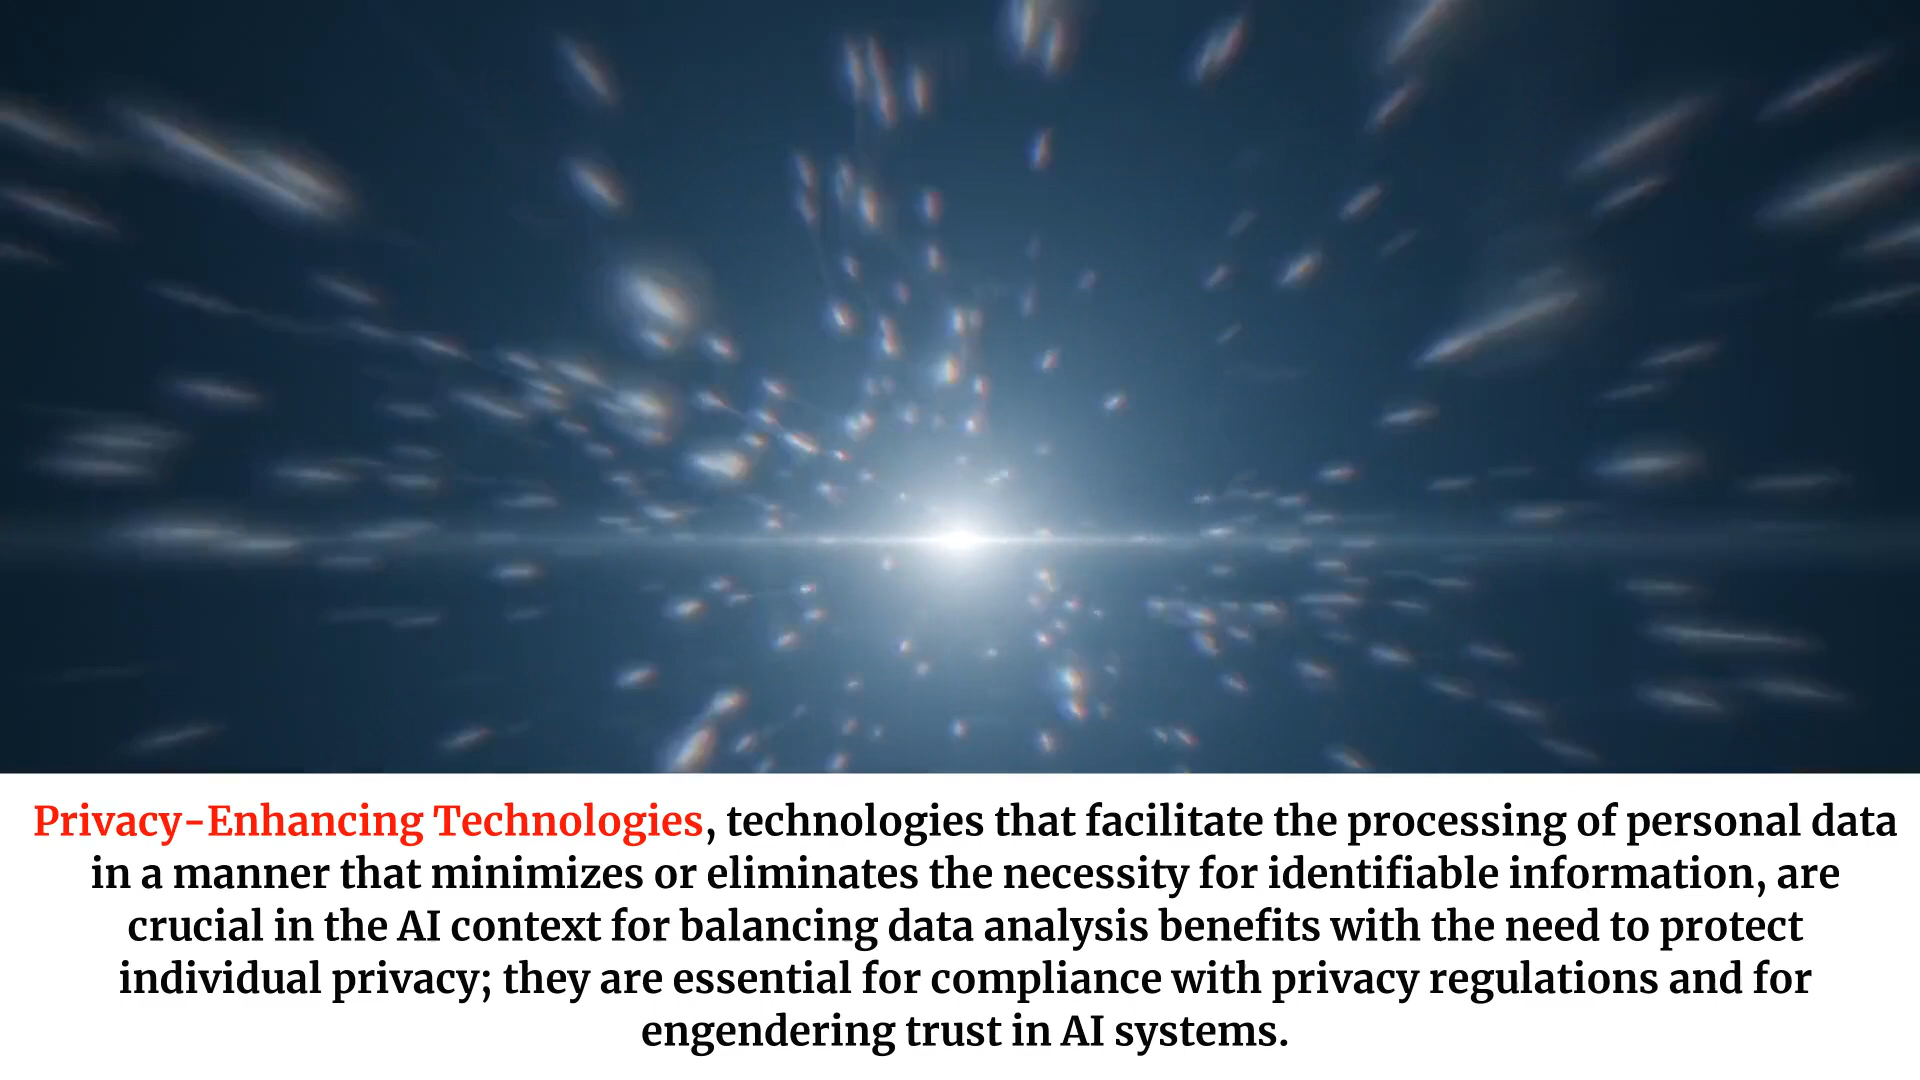 Privacy-Enhancing Technologies, technologies that facilitate the processing of personal data
in a manner that minimizes or eliminates the necessity for identifiable information, are
crucial in the AI context for balancing data analysis benefits with the need to protect
individual privacy; they are essential for compliance with privacy regulations and for
engendering trust in AI systems.